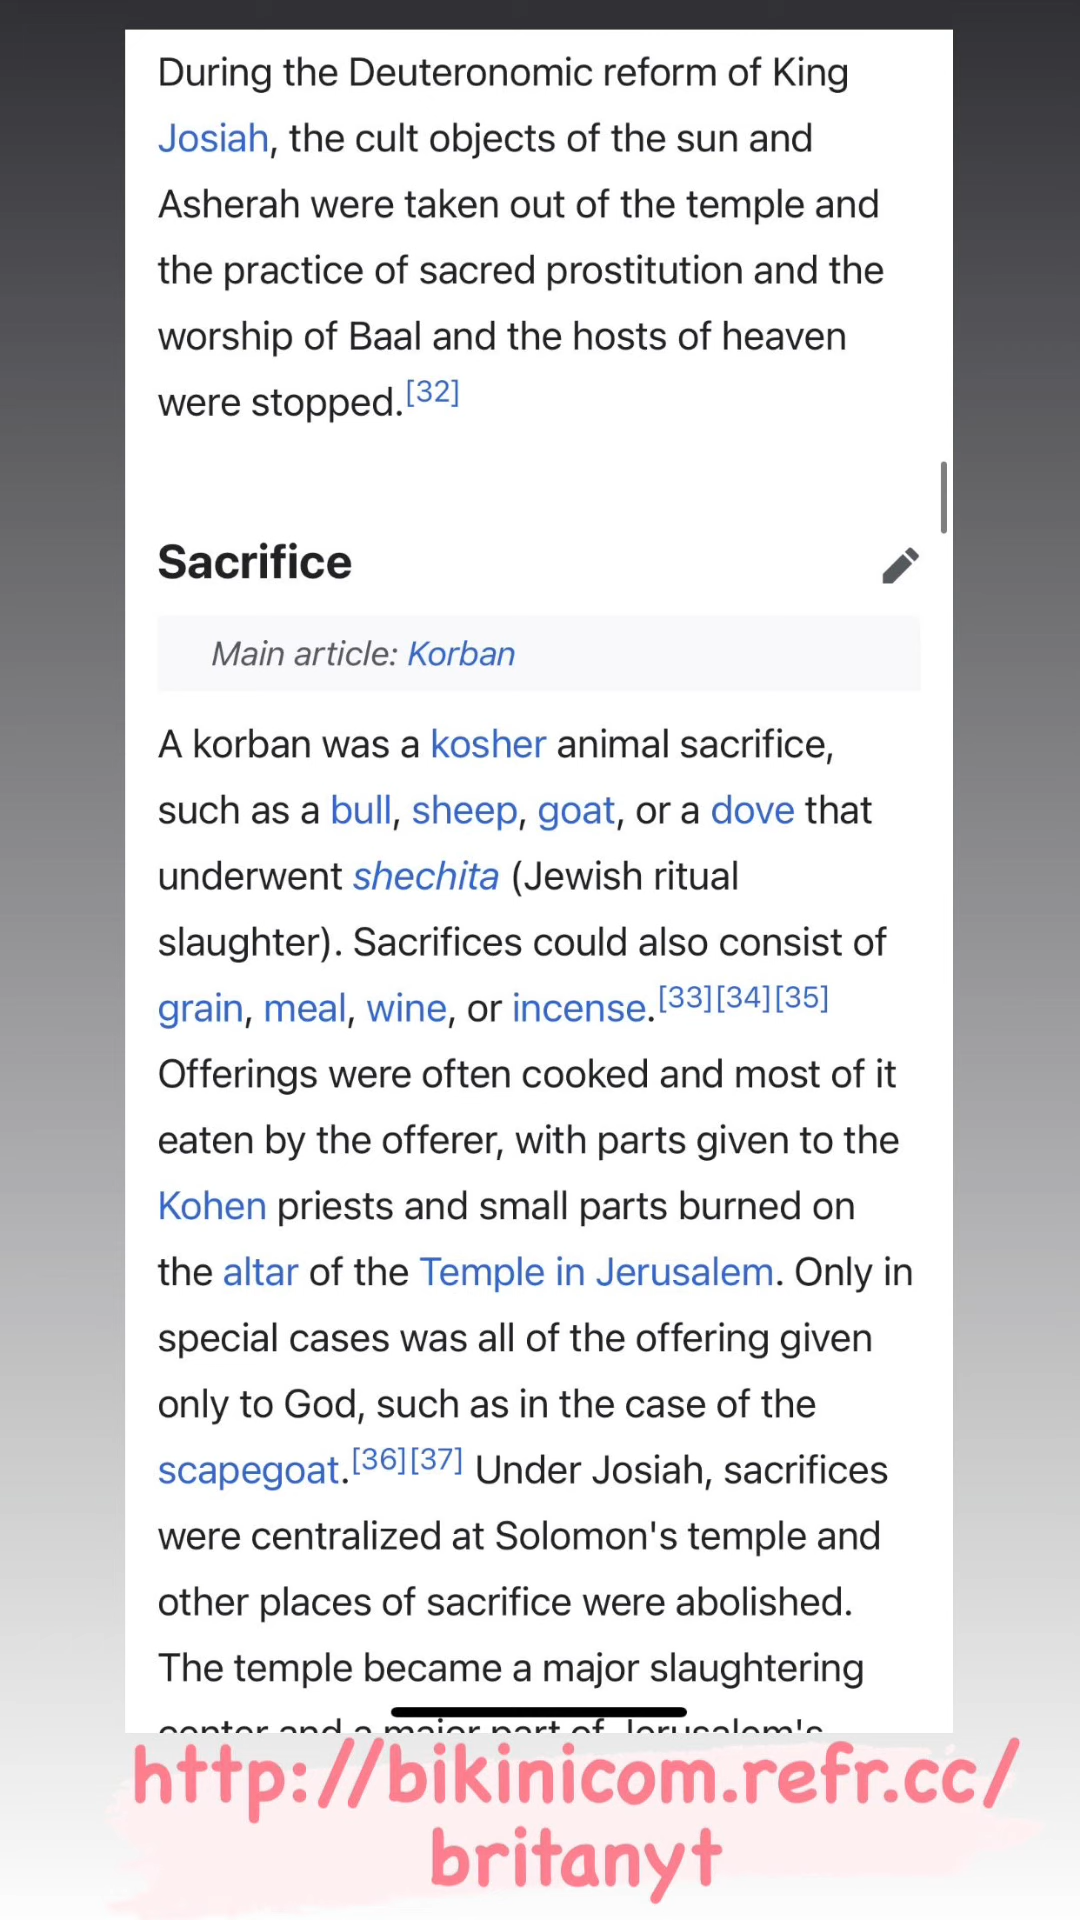 During the Deuteronomic reform of King
Josiah, the cult objects of the sun and
Asherah were taken out of the temple and
the practice of sacred prostitution and the
worship of Baal and the hosts of heaven
were stopped.[32]
Sacrifice
Main article: Korban
A korban was a kosher animal sacrifice,
such as a bull, sheep, goat, or a dove that
underwent shechita (Jewish ritual
slaughter). Sacrifices could also consist of
grain, meal, wine, or incense.[33][34][35]
Offerings were often cooked and most of it
eaten by the offerer, with parts given to the
Kohen priests and small parts burned on
the altar of the Temple in Jerusalem. Only in
special cases was all of the offering given
only to God, such as in the case of the
scapegoat.[36][37] Under Josiah, sacrifices
were centralized at Solomon's temple and
other places of sacrifice were abolished.
The temple became a major slaughtering
center and a major part of Jerusalem's
http://bikinicom.refr.cc/
britanyt